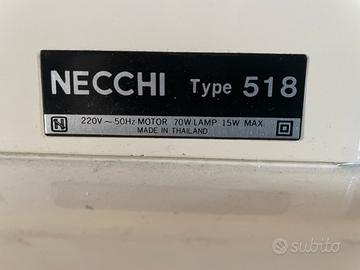 NECCHI Type 518
N 220V~50Hz MOTOR 70W LAMP 15W MAX.
MADE IN THAILAND
subito